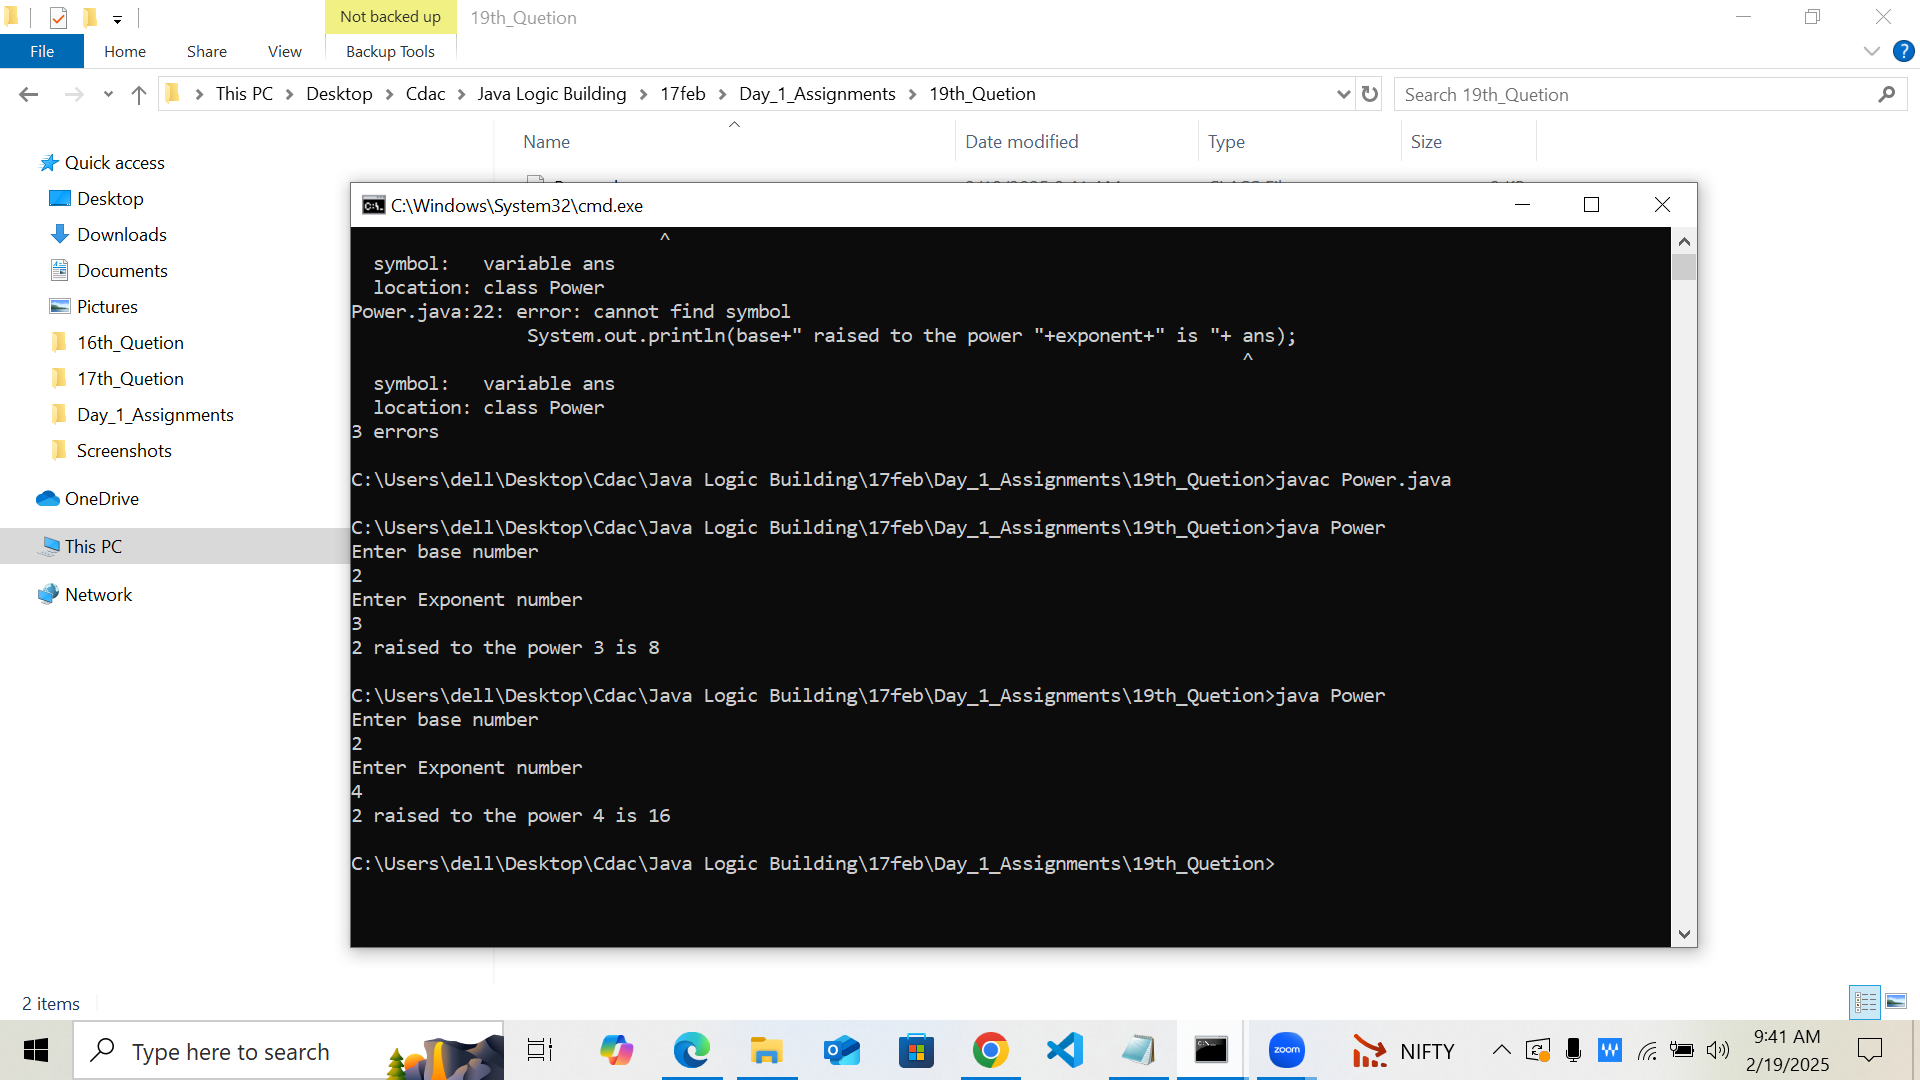 Not backed up
19th_Quetion
File
Home
Share
View
Backup Tools
This PC
Desktop
Cdac
Java Logic Building
17feb
Day_1_Assignments
19th_Quetion
Search 19th_Quetion
Name
Date modified
Type
Size
Quick access
Desktop
Downloads
Documents
Pictures
16th_Quetion
17th_Quetion
Day_1_Assignments
Screenshots
OneDrive
This PC
Network
C:\Windows\System32\cmd.exe
^
symbol:   variable ans
location: class Power
Power.java:22: error: cannot find symbol
System.out.println(base+" raised to the power "+exponent+" is "+ ans);
^
symbol:   variable ans
location: class Power
3 errors
C:\Users\dell\Desktop\Cdac\Java Logic Building\17feb\Day_1_Assignments\19th_Quetion>javac Power.java
C:\Users\dell\Desktop\Cdac\Java Logic Building\17feb\Day_1_Assignments\19th_Quetion>java Power
Enter base number
2
Enter Exponent number
3
2 raised to the power 3 is 8
C:\Users\dell\Desktop\Cdac\Java Logic Building\17feb\Day_1_Assignments\19th_Quetion>java Power
Enter base number
2
Enter Exponent number
4
2 raised to the power 4 is 16
C:\Users\dell\Desktop\Cdac\Java Logic Building\17feb\Day_1_Assignments\19th_Quetion>
2 items
Type here to search
zoom
NIFTY
9:41 AM
2/19/2025